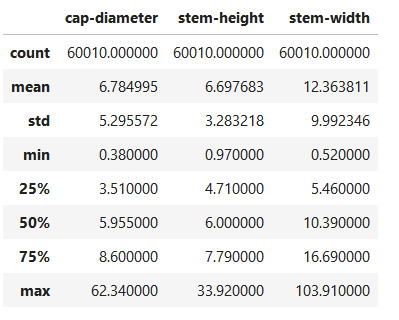 cap-diameter stem-height stem-width
count 60010.000000 60010.000000 60010.000000
mean 6.784995 6.697683 12.363811
std 5.295572 3.283218 9.992346
min 0.380000 0.970000 0.520000
25% 3.510000 4.710000 5.460000
50% 5.955000 6.000000 10.390000
75% 8.600000 7.790000 16.690000
max 62.340000 33.920000 103.910000